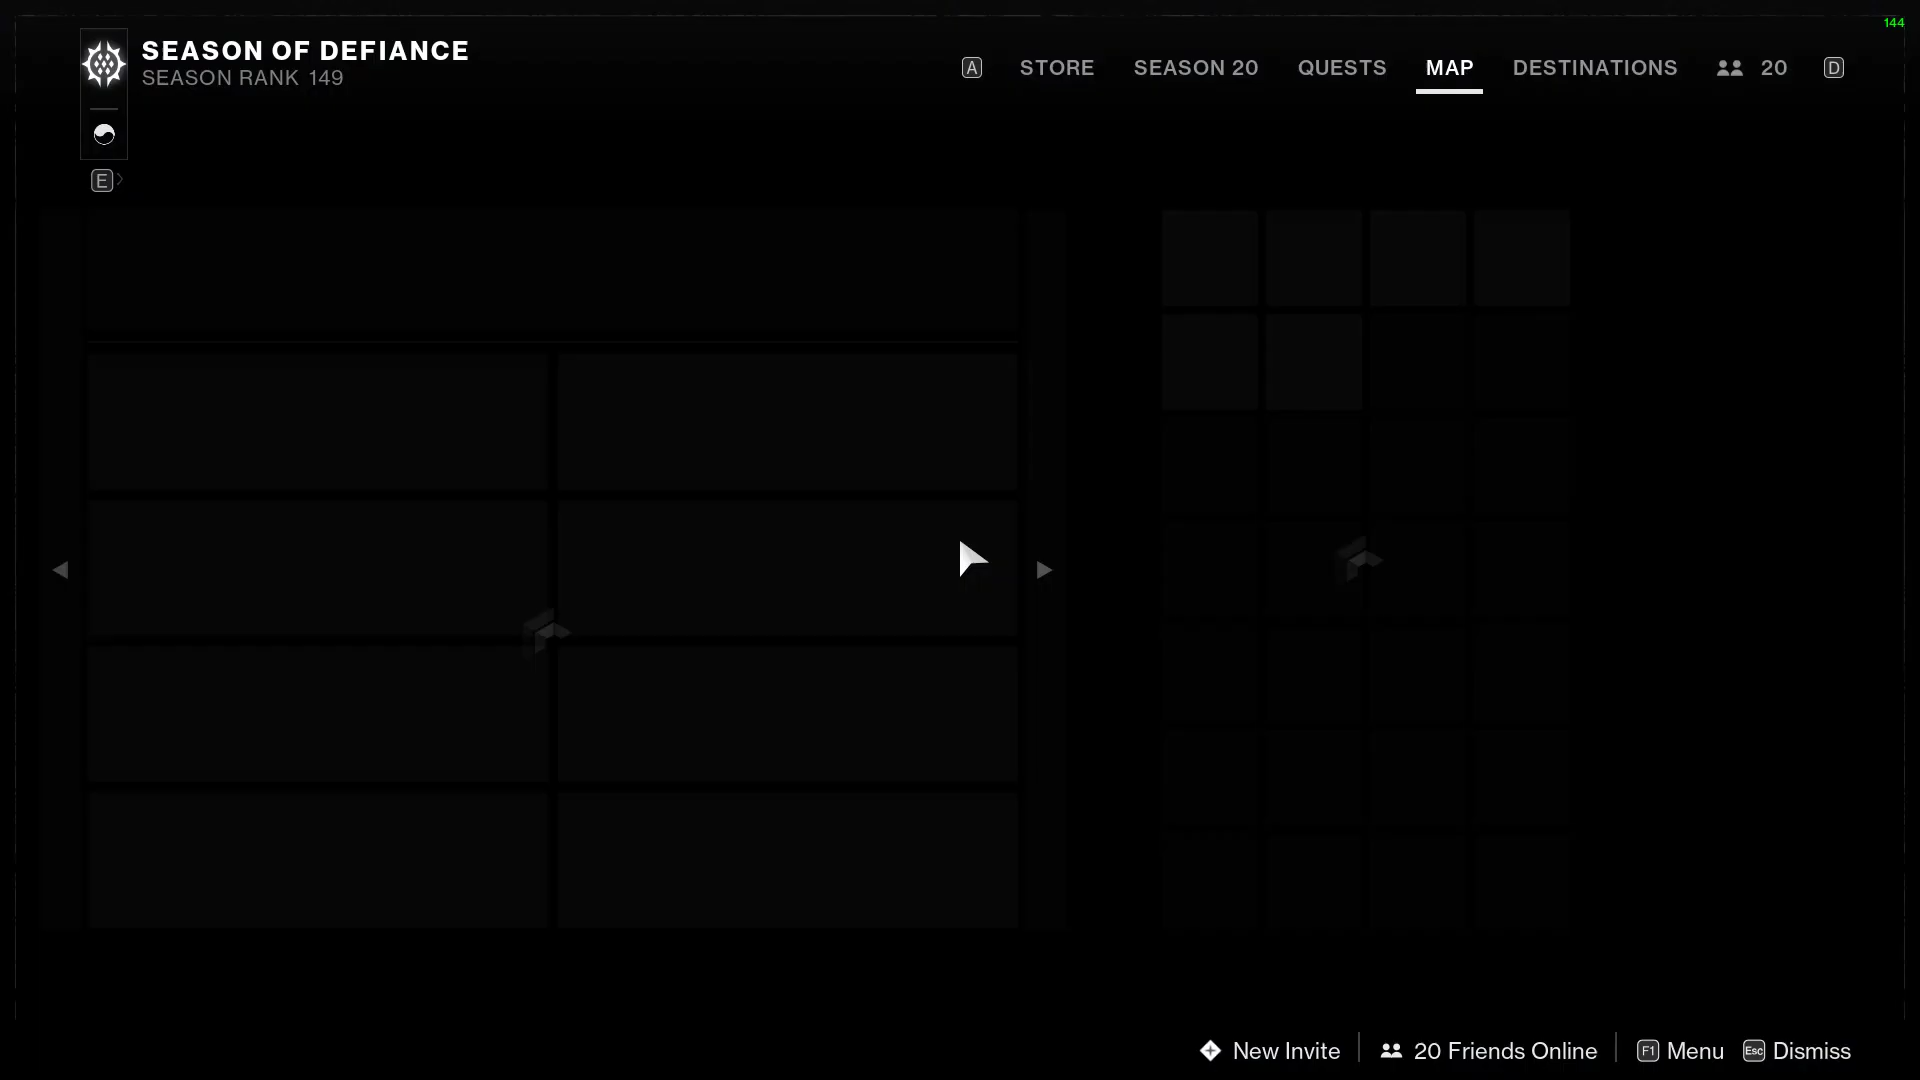 144
SEASON OF DEFIANCE
SEASON RANK 149
A STORE SEASON 20 QUESTS MAP DESTINATIONS 20 D
E
New Invite 20 Friends Online F1 Menu Esc Dismiss